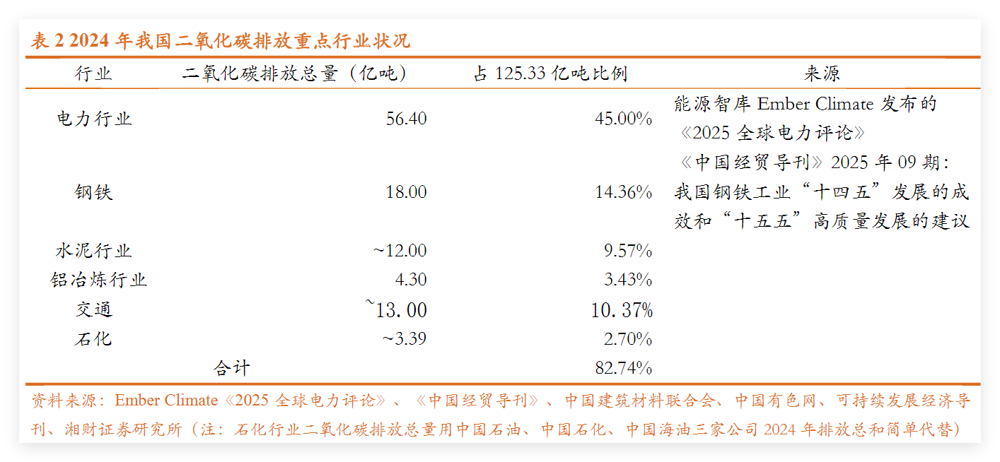 表 2 2024 年我国二氧化碳排放重点行业状况
行业 二氧化碳排放总量（亿吨） 占 125.33 亿吨比例 来源
电力行业 56.40 45.00% 能源智库 Ember Climate 发布的
《2025 全球电力评论》
钢铁 18.00 14.36% 《中国经贸导刊》2025 年 09 期：
我国钢铁工业“十四五”发展的成
效和“十五五”高质量发展的建议
水泥行业 ~12.00 9.57%
铝冶炼行业 4.30 3.43%
交通 ~13.00 10.37%
石化 ~3.39 2.70%
合计 82.74%
资料来源：Ember Climate《2025 全球电力评论》、《中国经贸导刊》、中国建筑材料联合会、中国有色网、可持续发展经济导
刊、湘财证券研究所（注：石化行业二氧化碳排放总量用中国石油、中国石化、中国海油三家公司 2024 年排放总和简单代替）